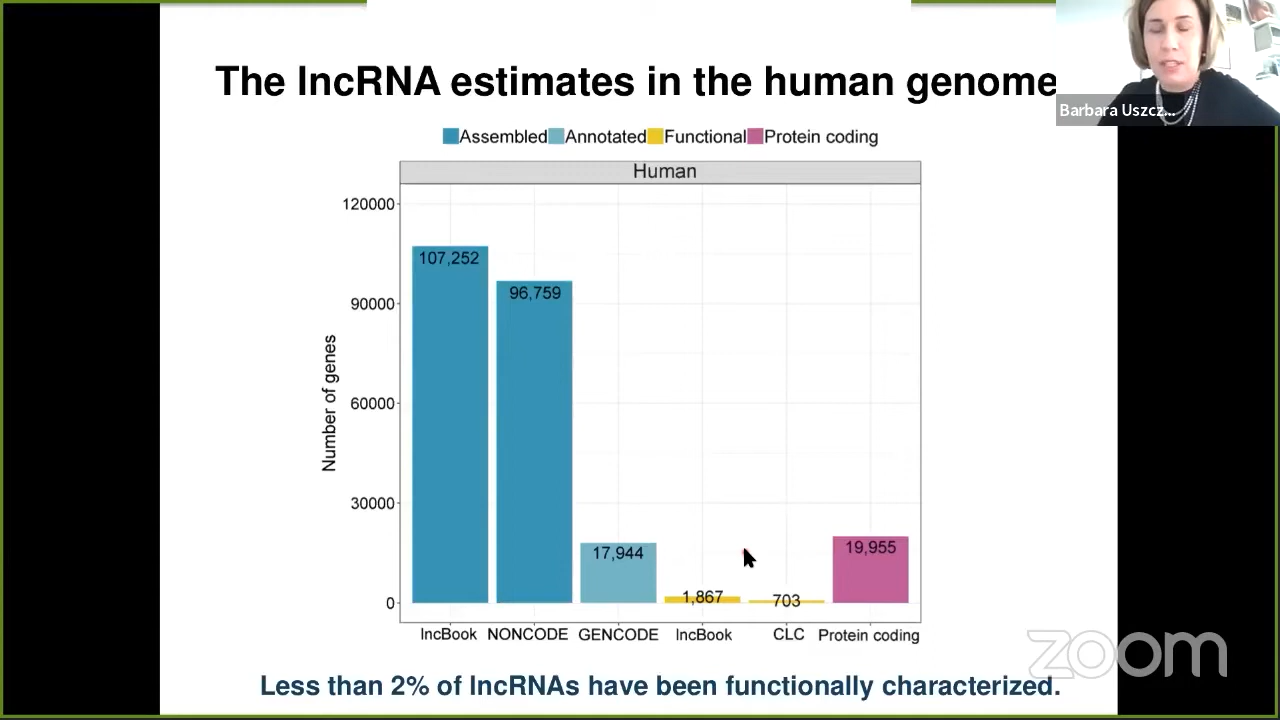 The lncRNA estimates in the human genome
Barbara Uszcz...
Assembled Annotated Functional Protein coding
Human
Number of genes
120000
90000
60000
30000
0
107,252
96,759
17,944
1,867
703
19,955
lncBook NONCODE GENCODE lncBook CLC Protein coding
zoom
Less than 2% of lncRNAs have been functionally characterized.